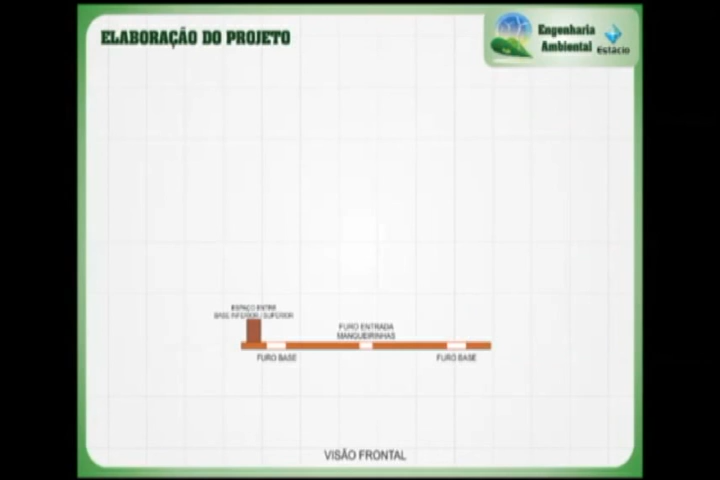 ELABORAÇÃO DO PROJETO
Engenharia
Ambiental
Estácio
ESPAÇO ENTRE
BASE INFERIOR / SUPERIOR
FURO ENTRADA
MANGUEIRINHAS
FURO BASE
FURO BASE
VISÃO FRONTAL